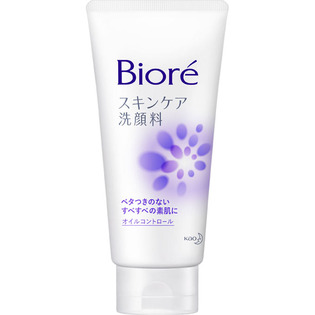 Bioré
スキンケア
洗顔料
ベタつきのない
すべすべの素肌に
オイルコントロール
Kao